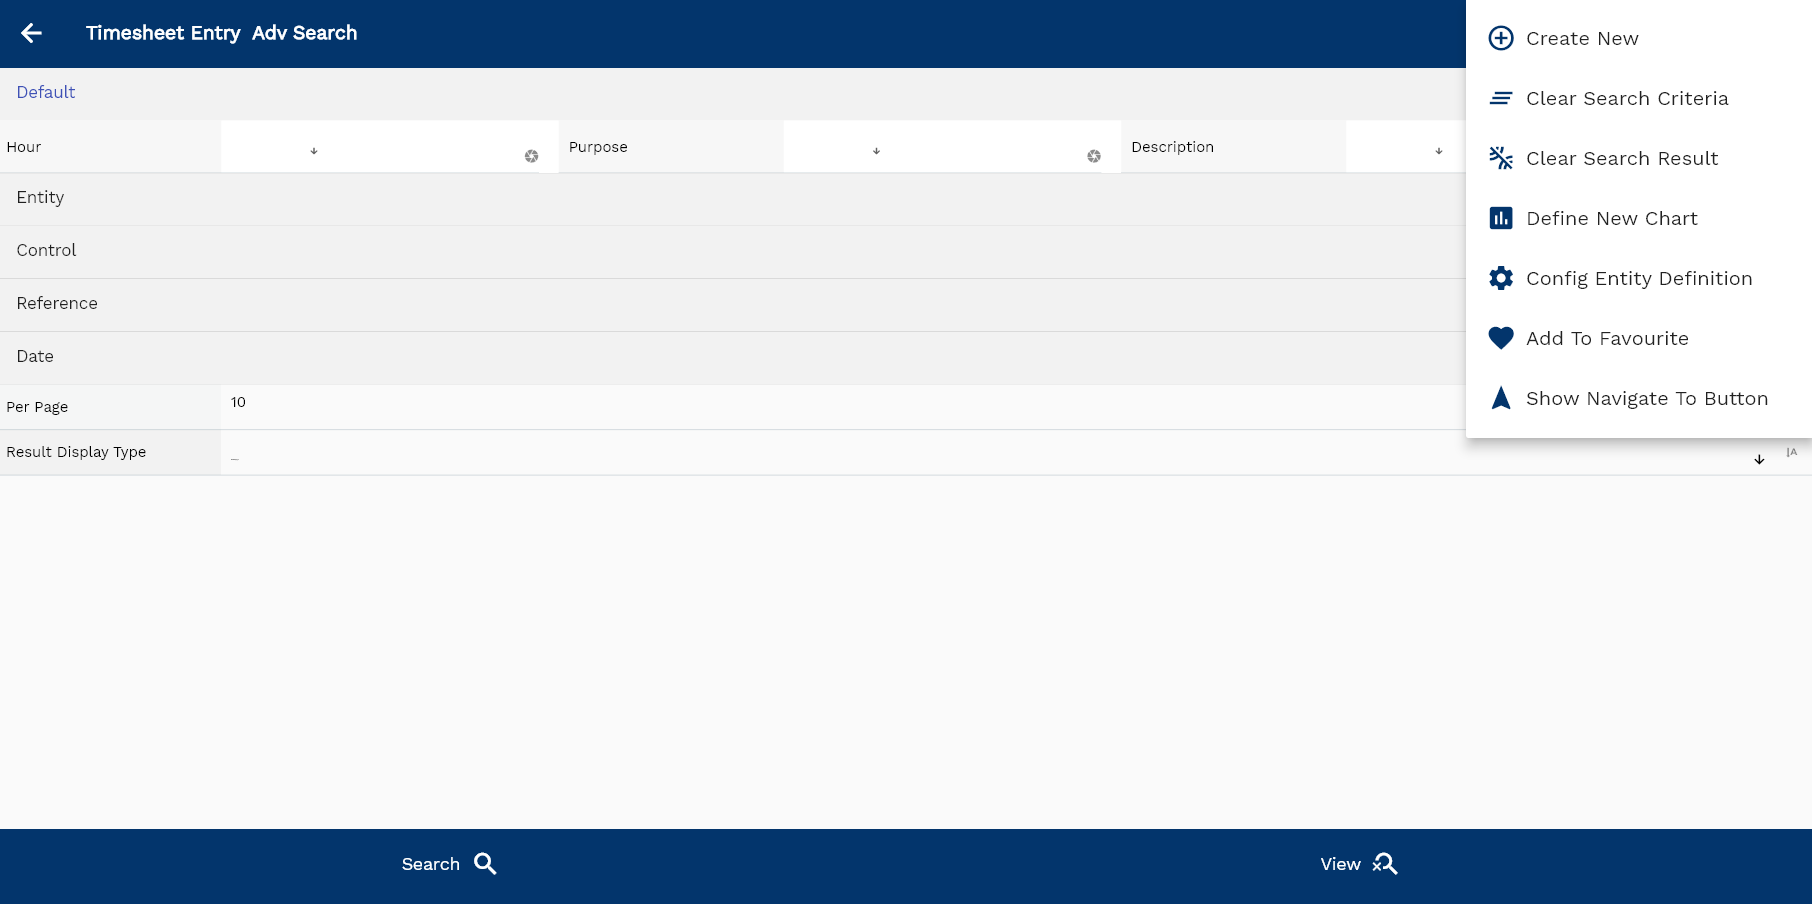 Timesheet Entry  Adv Search
Default
Hour
Purpose
Description
Entity
Control
Reference
Date
Per Page
10
Result Display Type
_
A
Create New
Clear Search Criteria
Clear Search Result
Define New Chart
Config Entity Definition
Add To Favourite
Show Navigate To Button
Search
View